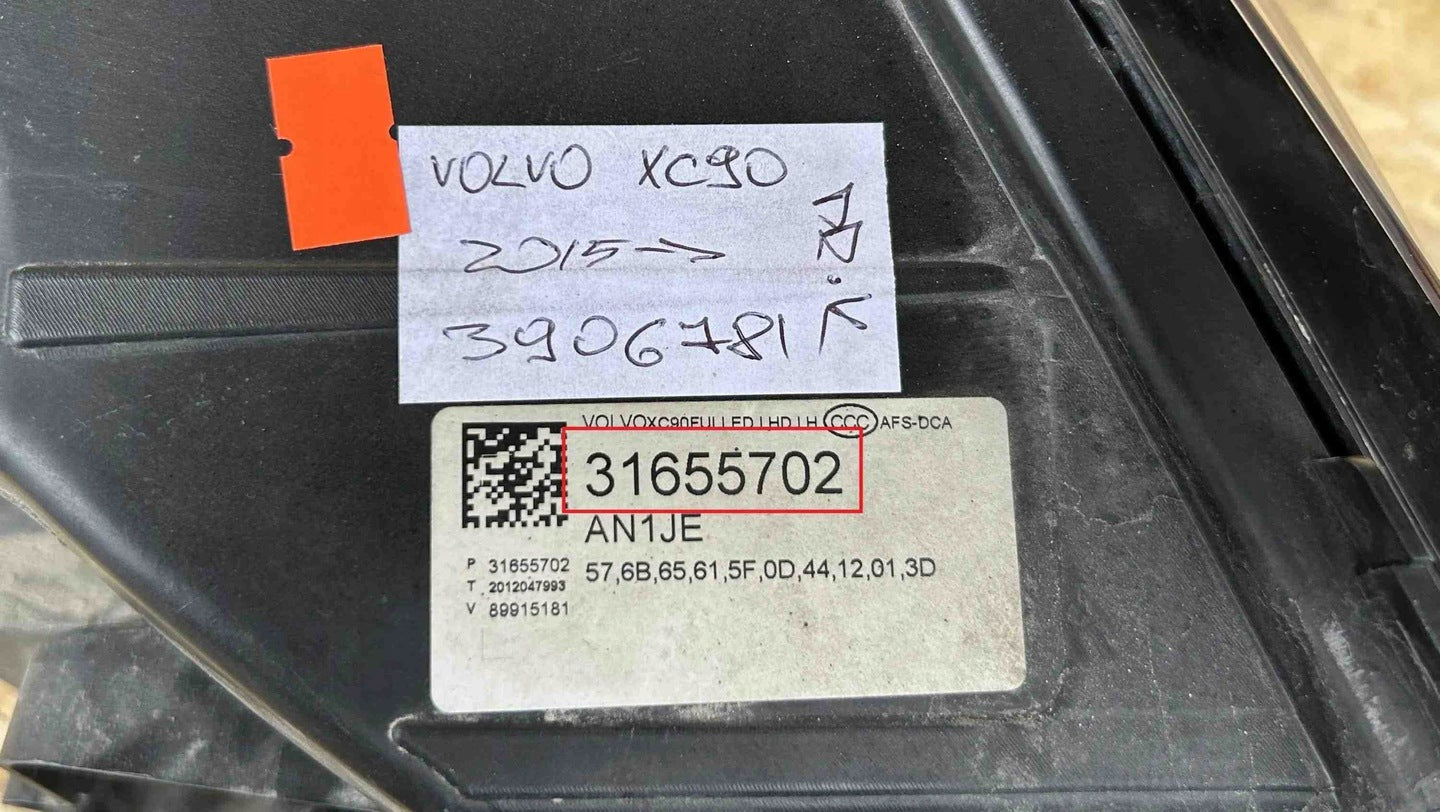 VOLVO XC90
2015→
3906781
VOLVOXC90FULLED LHD LH CCC AFS-DCA
31655702
AN1JE
P 31655702
T 2012047993
V 89915181
57,6B,65,61,5F,0D,44,12,01,3D